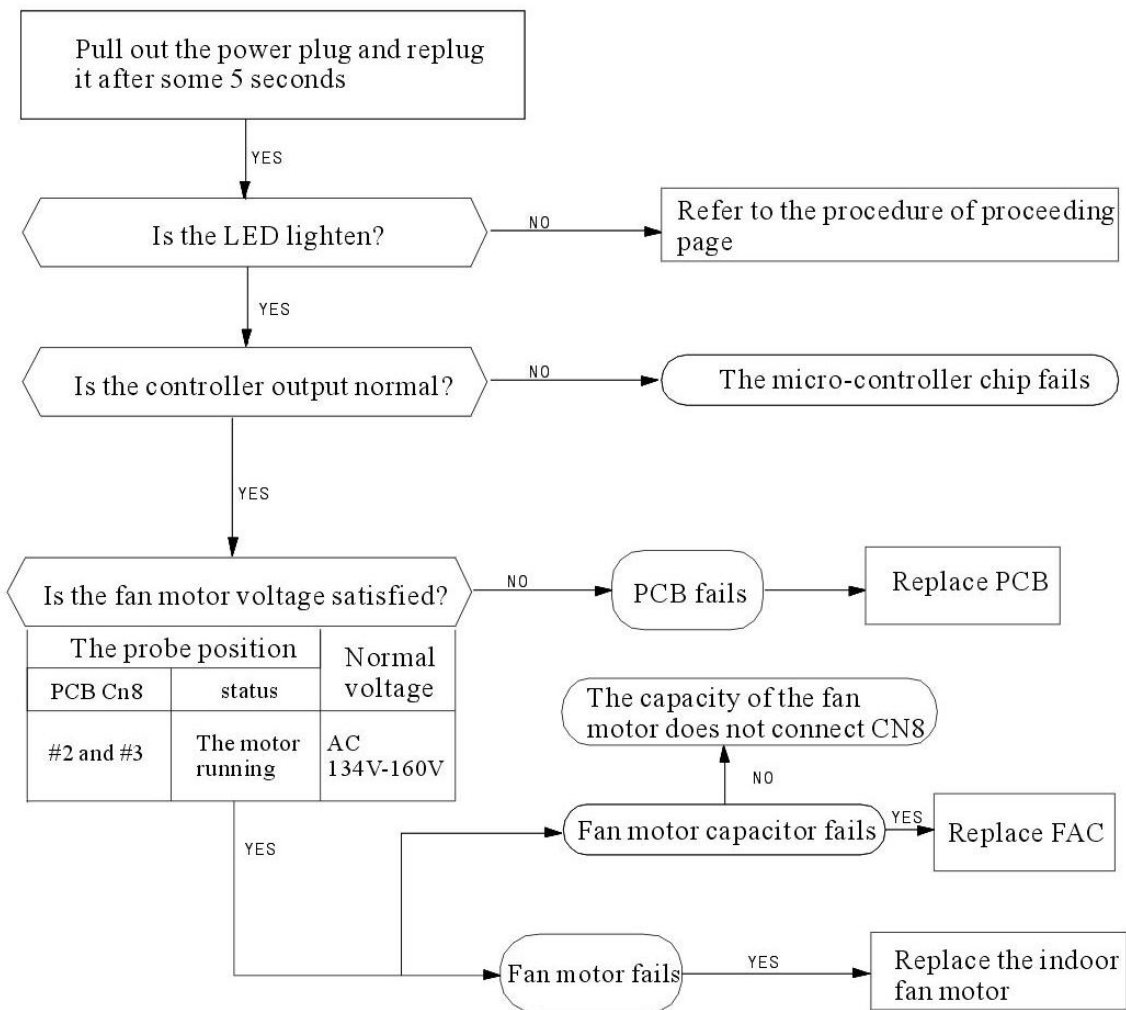 Pull out the power plug and replug
it after some 5 seconds
YES
Is the LED lighten?
NO
Refer to the procedure of proceeding
page
YES
Is the controller output normal?
NO
The micro-controller chip fails
YES
Is the fan motor voltage satisfied?
NO
PCB fails
Replace PCB
The probe position
Normal
voltage
PCB Cn8
status
#2 and #3
The motor
running
AC
134V-160V
The capacity of the fan
motor does not connect CN8
NO
YES
Fan motor capacitor fails
YES
Replace FAC
Fan motor fails
YES
Replace the indoor
fan motor